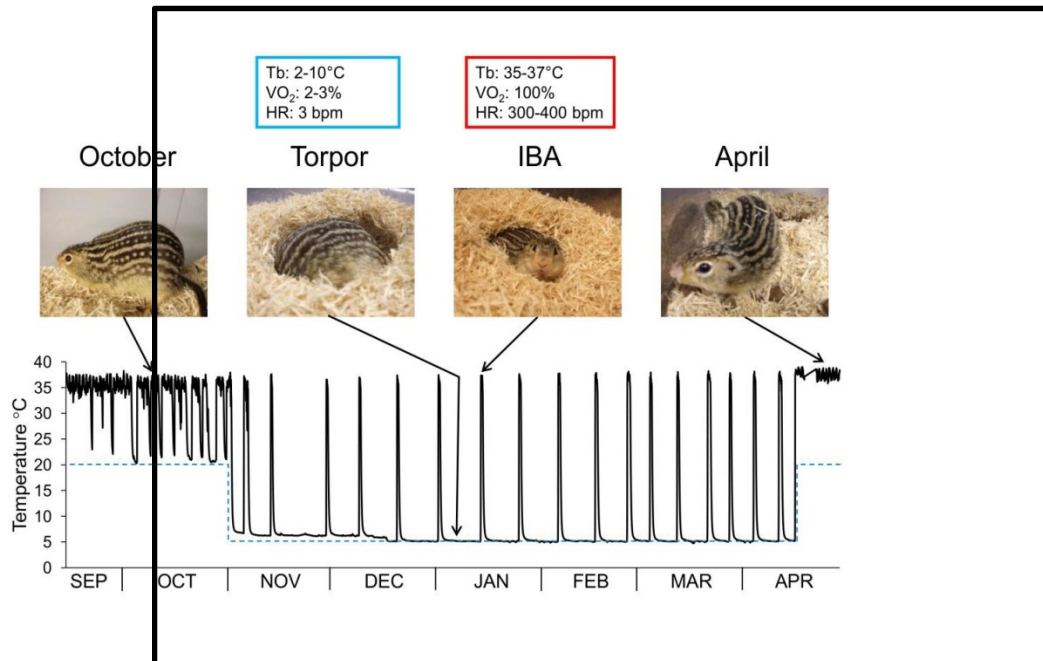 Tb: 2-10°C
VO₂: 2-3%
HR: 3 bpm
Tb: 35-37°C
VO₂: 100%
HR: 300-400 bpm
October
Torpor
IBA
April
Temperature °C
40
35
30
25
20
15
10
5
0
SEP
OCT
NOV
DEC
JAN
FEB
MAR
APR